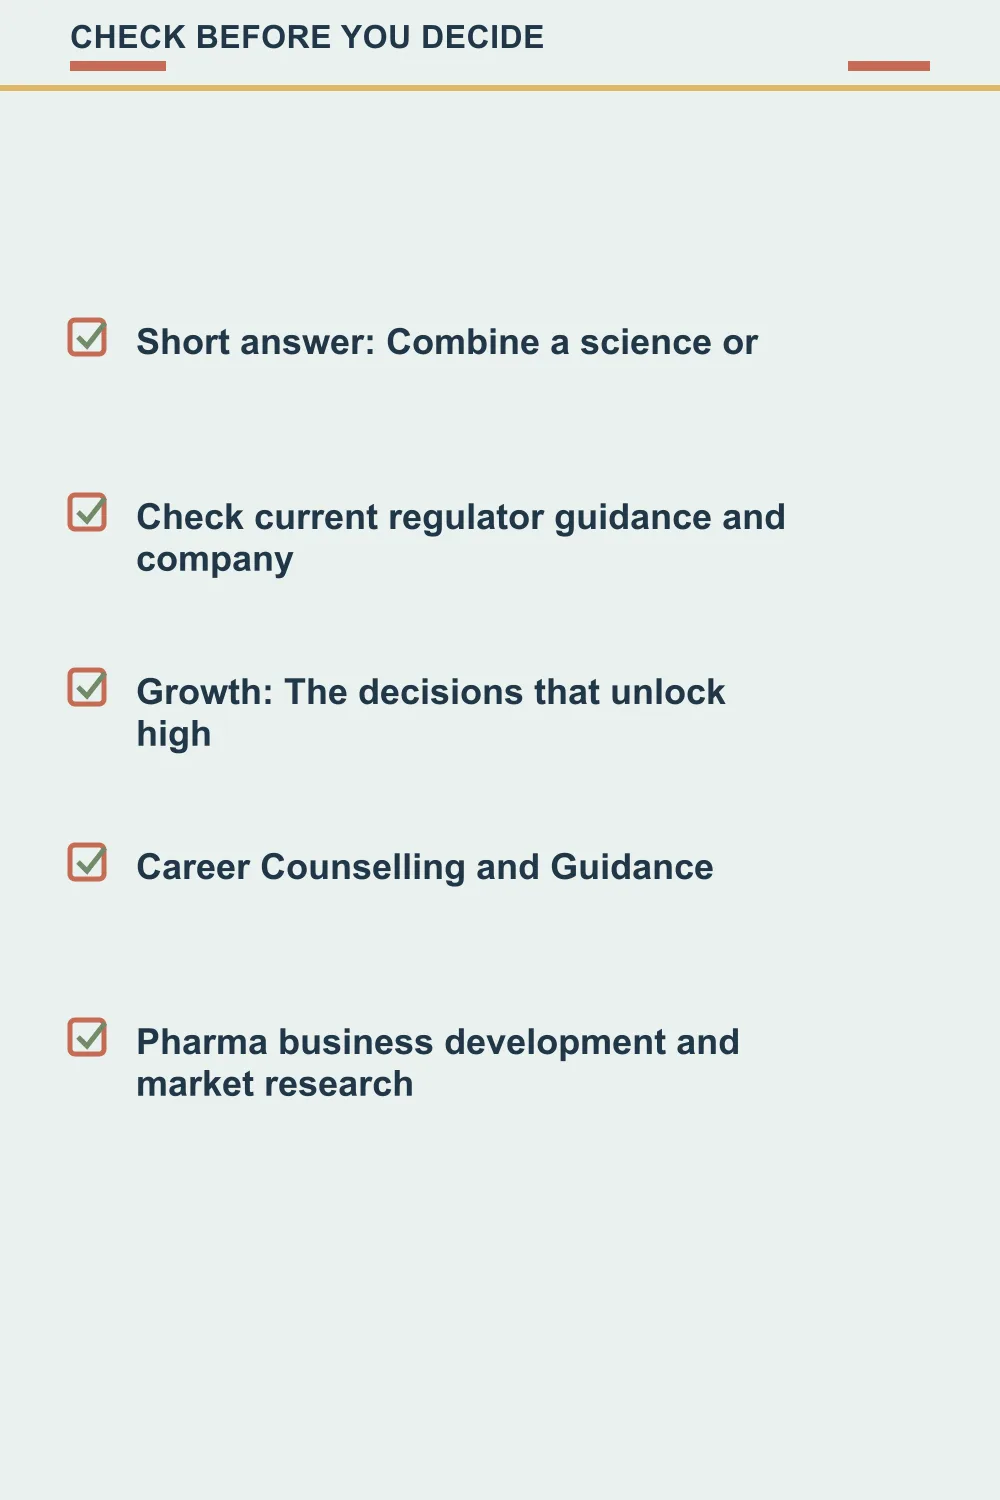 CHECK BEFORE YOU DECIDE
Short answer: Combine a science or
Check current regulator guidance and
company
Growth: The decisions that unlock
high
Career Counselling and Guidance
Pharma business development and
market research